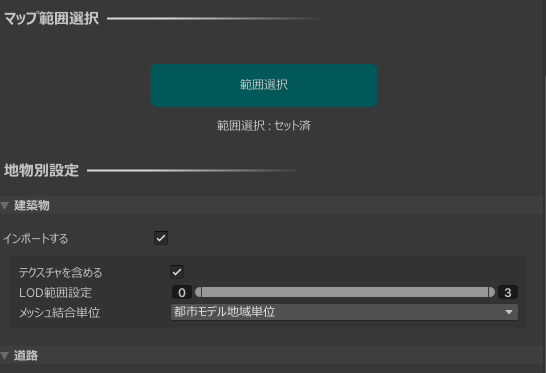 マップ範囲選択
範囲選択
範囲選択 : セット済
地物別設定
建築物
インポートする
テクスチャを含める
LOD範囲設定 0 3
メッシュ結合単位 都市モデル地域単位
道路